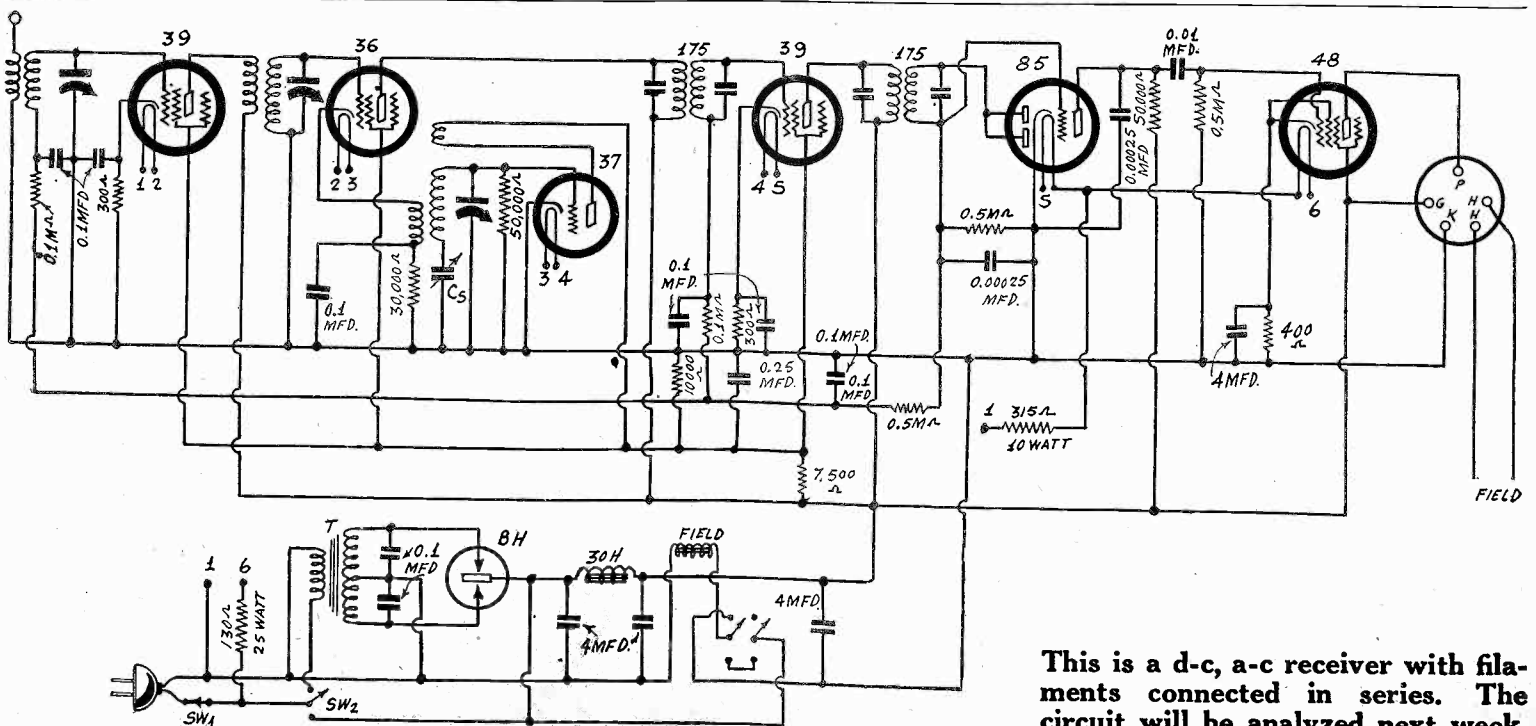 39
36
175
39
175
85
0.01
MFD.
48
1 2
2 3
37
4 5
5
6
0.1MΩ
0.1MFD
300Ω
0.1
MFD.
30,000Ω
C5
50,000Ω
3 4
0.1
MFD.
0.1MΩ
300Ω
10000
Ω
0.25
MFD.
0.1MFD.
0.1
MFD
0.5MΩ
0.00025
MFD.
0.5MΩ
0.00025
MFD
50,000Ω
0.5MΩ
P
G
K
H
H
4MFD.
400
Ω
1
315Ω
10 WATT
7,500
Ω
FIELD
T
0.1
MFD
BH
30H
FIELD
4MFD.
4MFD.
1
6
130Ω
25 WATT
SW1
SW2
This is a d-c, a-c receiver with fila-
ments connected in series. The
circuit will be analyzed next week